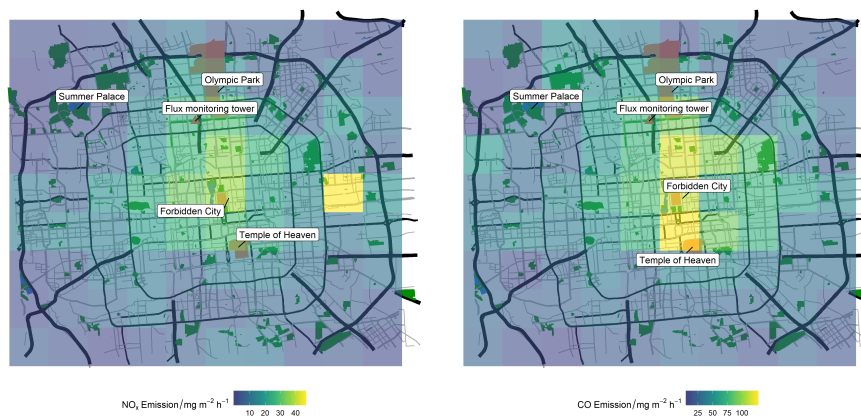 Olympic Park
Summer Palace
Flux monitoring tower
Forbidden City
Temple of Heaven
NOₓ Emission/mg m⁻² h⁻¹
10 20 30 40
Olympic Park
Summer Palace
Flux monitoring tower
Forbidden City
Temple of Heaven
CO Emission/mg m⁻² h⁻¹
25 50 75 100